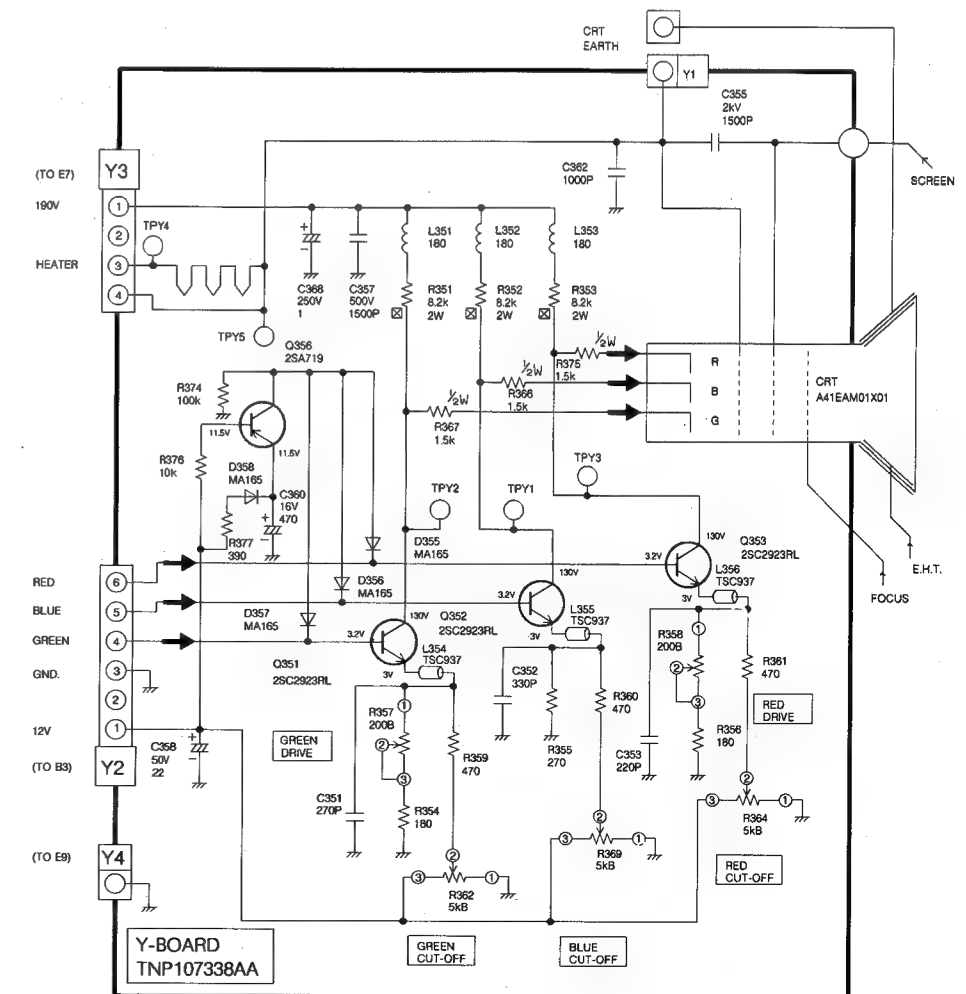 CRT
EARTH
Y1
C355
2kV
1500P
Y3
(TO E7)
190V
HEATER
1
2
3
4
TPY4
TPY5
C362
1000P
SCREEN
+
-
C368
250V
1
C357
500V
1500P
L351
180
L352
180
L353
180
R351
8.2k
2W
R352
8.2k
2W
R353
8.2k
2W
1/2W
R375
1.5k
1/2W
R366
1.5k
1/2W
R367
1.5k
R
B
G
CRT
A41EAM01X01
Q356
2SA719
R374
100k
11.5V
11.5V
R376
10k
D358
MA165
C360
16V
470
+
R377
390
TPY2
TPY1
TPY3
D355
MA165
D356
MA165
D357
MA165
RED
BLUE
GREEN
GND.
12V
(TO B3)
6
5
4
3
2
1
Y2
(TO E9)
Y4
C358
50V
22
+
-
3.2V
130V
3V
Q351
2SC2923RL
L354
TSC937
Q352
2SC2923RL
3.2V
130V
3V
L355
TSC937
Q353
2SC2923RL
3.2V
130V
3V
L356
TSC937
E.H.T.
FOCUS
GREEN
DRIVE
R357
200B
1
2
3
R359
470
C351
270P
R354
180
3
2
1
R362
5kB
C352
330P
R355
270
R360
470
3
2
1
R369
5kB
R358
200B
1
2
3
R361
470
RED
DRIVE
C353
220P
R356
180
3
2
1
R364
5kB
RED
CUT-OFF
GREEN
CUT-OFF
BLUE
CUT-OFF
Y-BOARD
TNP107338AA